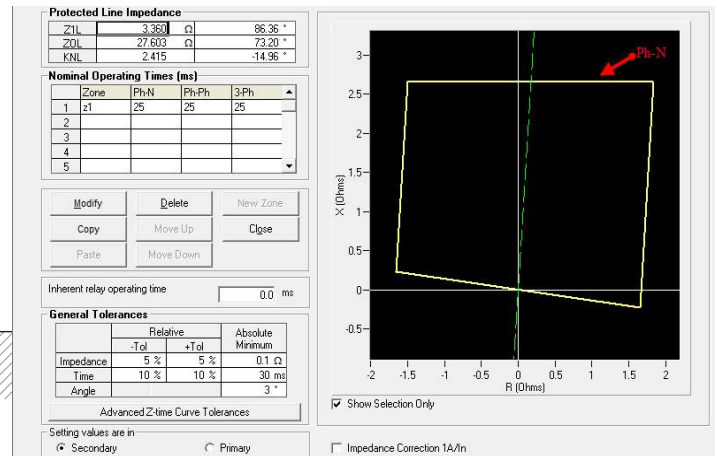 Protected Line Impedance
Z1L 3.360 Ω 86.36 °
Z0L 27.603 Ω 73.20 °
KNL 2.415 -14.96 °
Nominal Operating Times (ms)
Zone Ph-N Ph-Ph 3-Ph
1 z1 25 25 25
2
3
4
5
Modify Delete New Zone
Copy Move Up Close
Paste Move Down
Inherent relay operating time 0.0 ms
General Tolerances
Relative Absolute
-Tol +Tol Minimum
Impedance 5 % 5 % 0.1 Ω
Time 10 % 10 % 30 ms
Angle 3 °
Advanced Z-time Curve Tolerances
Setting values are in
Secondary Primary
Ph-N
3
2.5
2
1.5
1
0.5
0
-0.5
X (Ohms)
-2 -1.5 -1 -0.5 0 0.5 1 1.5 2
R (Ohms)
Show Selection Only
Impedance Correction 1A/In